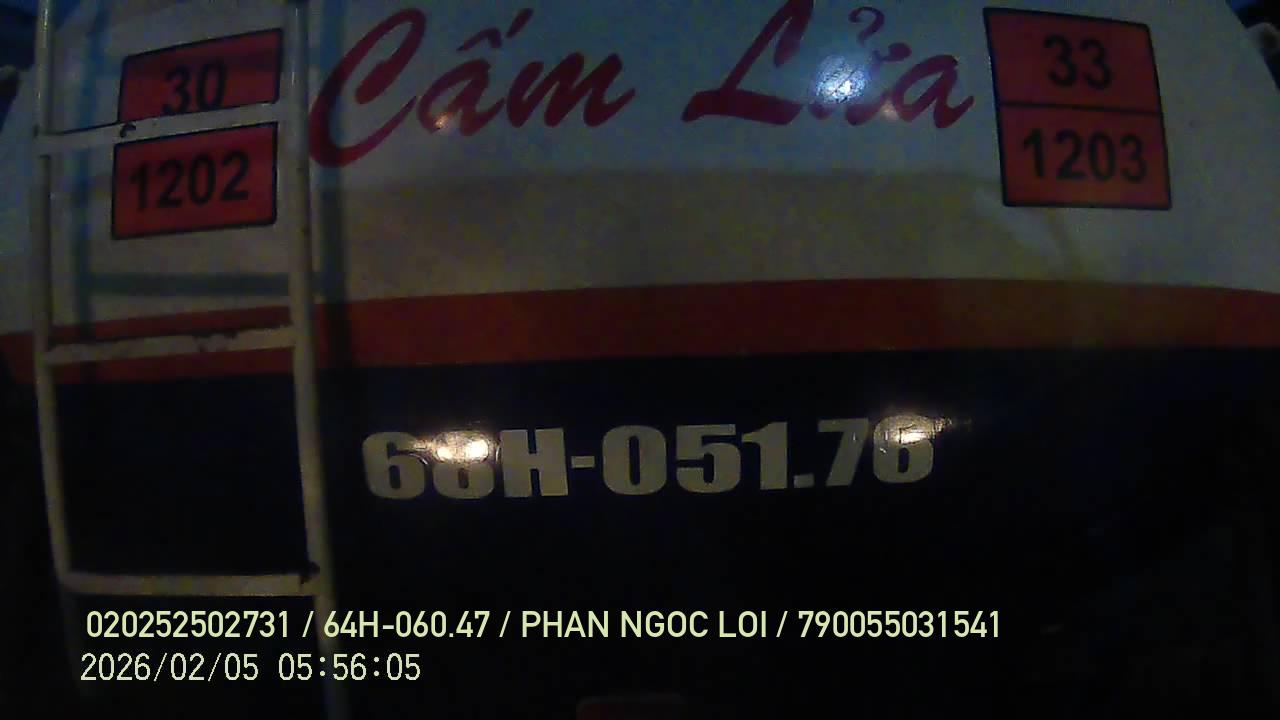 30
1202
Cấm Lửa
33
1203
68H-051.76
020252502731 / 64H-060.47 / PHAN NGOC LOI / 790055031541
2026/02/05 05:56:05